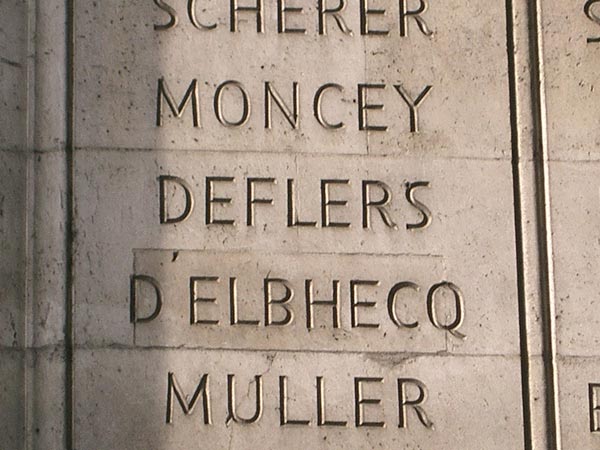 SCHERER
MONCEY
DEFLERS
D'ELBHECQ
MULLER